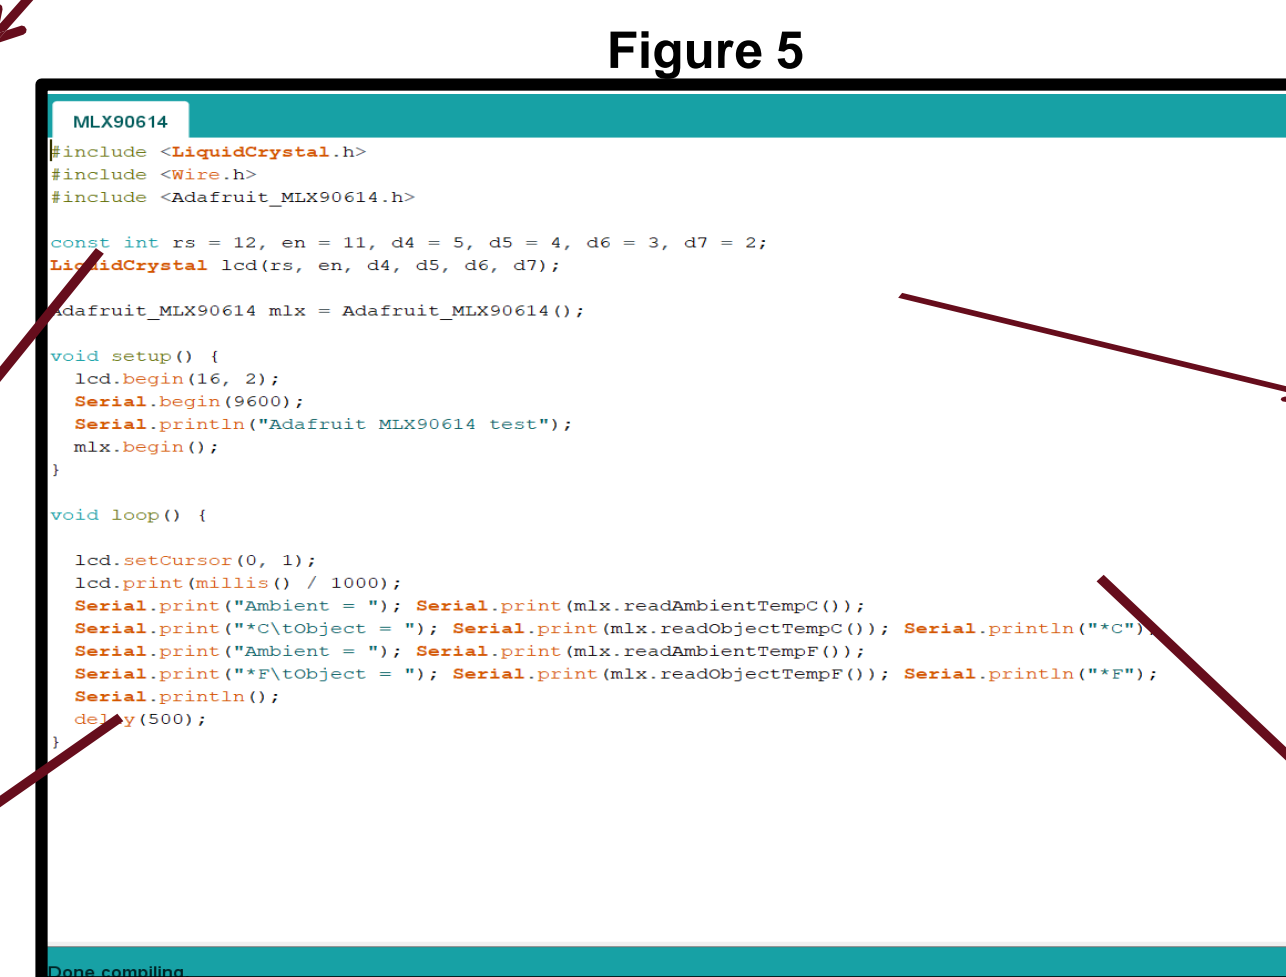 Figure 5
MLX90614
#include <LiquidCrystal.h>
#include <Wire.h>
#include <Adafruit_MLX90614.h>
const int rs = 12, en = 11, d4 = 5, d5 = 4, d6 = 3, d7 = 2;
LiquidCrystal lcd(rs, en, d4, d5, d6, d7);
Adafruit_MLX90614 mlx = Adafruit_MLX90614();
void setup() {
  lcd.begin(16, 2);
  Serial.begin(9600);
  Serial.println("Adafruit MLX90614 test");
  mlx.begin();
}
void loop() {
  lcd.setCursor(0, 1);
  lcd.print(millis() / 1000);
  Serial.print("Ambient = "); Serial.print(mlx.readAmbientTempC());
  Serial.print("*C\tObject = "); Serial.print(mlx.readObjectTempC()); Serial.println("*C");
  Serial.print("Ambient = "); Serial.print(mlx.readAmbientTempF());
  Serial.print("*F\tObject = "); Serial.print(mlx.readObjectTempF()); Serial.println("*F");
  Serial.println();
  delay(500);
}
Done compiling